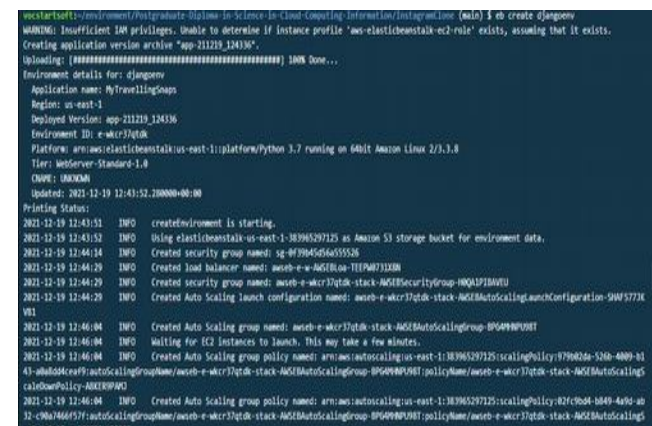 vocstartsoft:~/environment/Postgraduate-Diploma-in-Science-in-Cloud-Computing-Information/InstagramClone (main) $ eb create djangoenv
WARNING: Insufficient IAM privileges. Unable to determine if instance profile 'aws-elasticbeanstalk-ec2-role' exists, assuming that it exists.
Creating application version archive "app-211219_124336".
Uploading: [##################################################] 100% Done...
Environment details for: djangoenv
Application name: MyTravellingSnaps
Region: us-east-1
Deployed Version: app-211219_124336
Environment ID: e-wkcr37qtdk
Platform: arn:aws:elasticbeanstalk:us-east-1::platform/Python 3.7 running on 64bit Amazon Linux 2/3.3.8
Tier: WebServer-Standard-1.0
CNAME: UNKNOWN
Updated: 2021-12-19 12:43:52.280000+00:00
Printing Status:
2021-12-19 12:43:51 INFO createEnvironment is starting.
2021-12-19 12:43:52 INFO Using elasticbeanstalk-us-east-1-383965297125 as Amazon S3 storage bucket for environment data.
2021-12-19 12:44:14 INFO Created security group named: sg-0f39b45d56a555526
2021-12-19 12:44:29 INFO Created load balancer named: awseb-e-w-AWSEBLoa-TEEPW0731XBN
2021-12-19 12:44:29 INFO Created security group named: awseb-e-wkcr37qtdk-stack-AWSEBSecurityGroup-H0QA1PIBAVEU
2021-12-19 12:44:29 INFO Created Auto Scaling launch configuration named: awseb-e-wkcr37qtdk-stack-AWSEBAutoScalingLaunchConfiguration-SHAF577JK
VB1
2021-12-19 12:46:04 INFO Created Auto Scaling group named: awseb-e-wkcr37qtdk-stack-AWSEBAutoScalingGroup-BPG4MHNPU98T
2021-12-19 12:46:04 INFO Waiting for EC2 instances to launch. This may take a few minutes.
2021-12-19 12:46:04 INFO Created Auto Scaling group policy named: arn:aws:autoscaling:us-east-1:383965297125:scalingPolicy:979b02da-526b-4009-b1
43-a0a8dd4ceaf9:autoScalingGroupName/awseb-e-wkcr37qtdk-stack-AWSEBAutoScalingGroup-BPG4MHNPU98T:policyName/awseb-e-wkcr37qtdk-stack-AWSEBAutoScalingS
caleDownPolicy-ABXER9PAMJ
2021-12-19 12:46:04 INFO Created Auto Scaling group policy named: arn:aws:autoscaling:us-east-1:383965297125:scalingPolicy:02fc9bd4-b849-4a9d-ab
32-c90a7466f57f:autoScalingGroupName/awseb-e-wkcr37qtdk-stack-AWSEBAutoScalingGroup-BPG4MHNPU98T:policyName/awseb-e-wkcr37qtdk-stack-AWSEBAutoScalingS